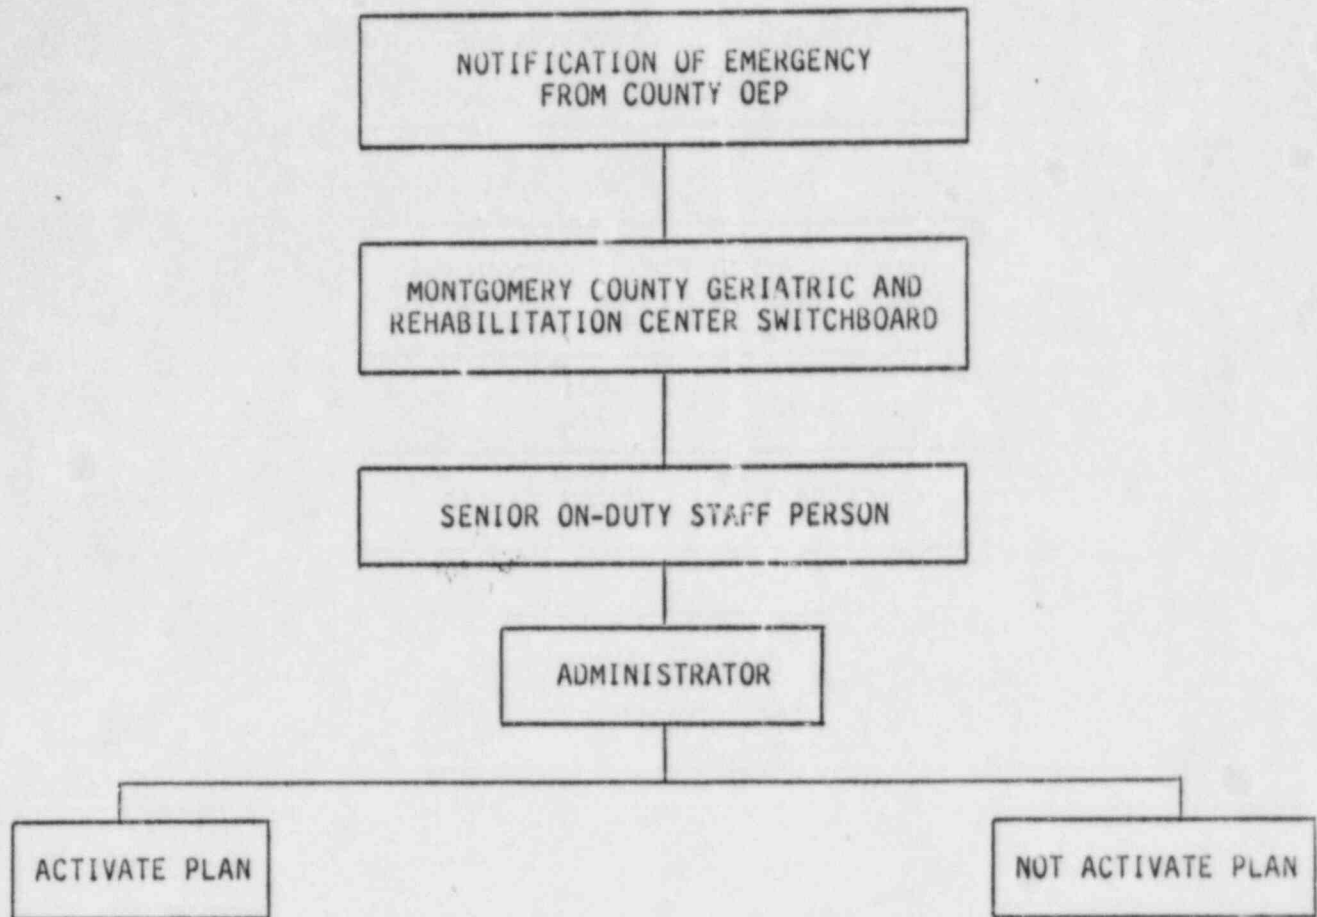 NOTIFICATION OF EMERGENCY
FROM COUNTY OEP
MONTGOMERY COUNTY GERIATRIC AND
REHABILITATION CENTER SWITCHBOARD
SENIOR ON-DUTY STAFF PERSON
ADMINISTRATOR
ACTIVATE PLAN
NOT ACTIVATE PLAN